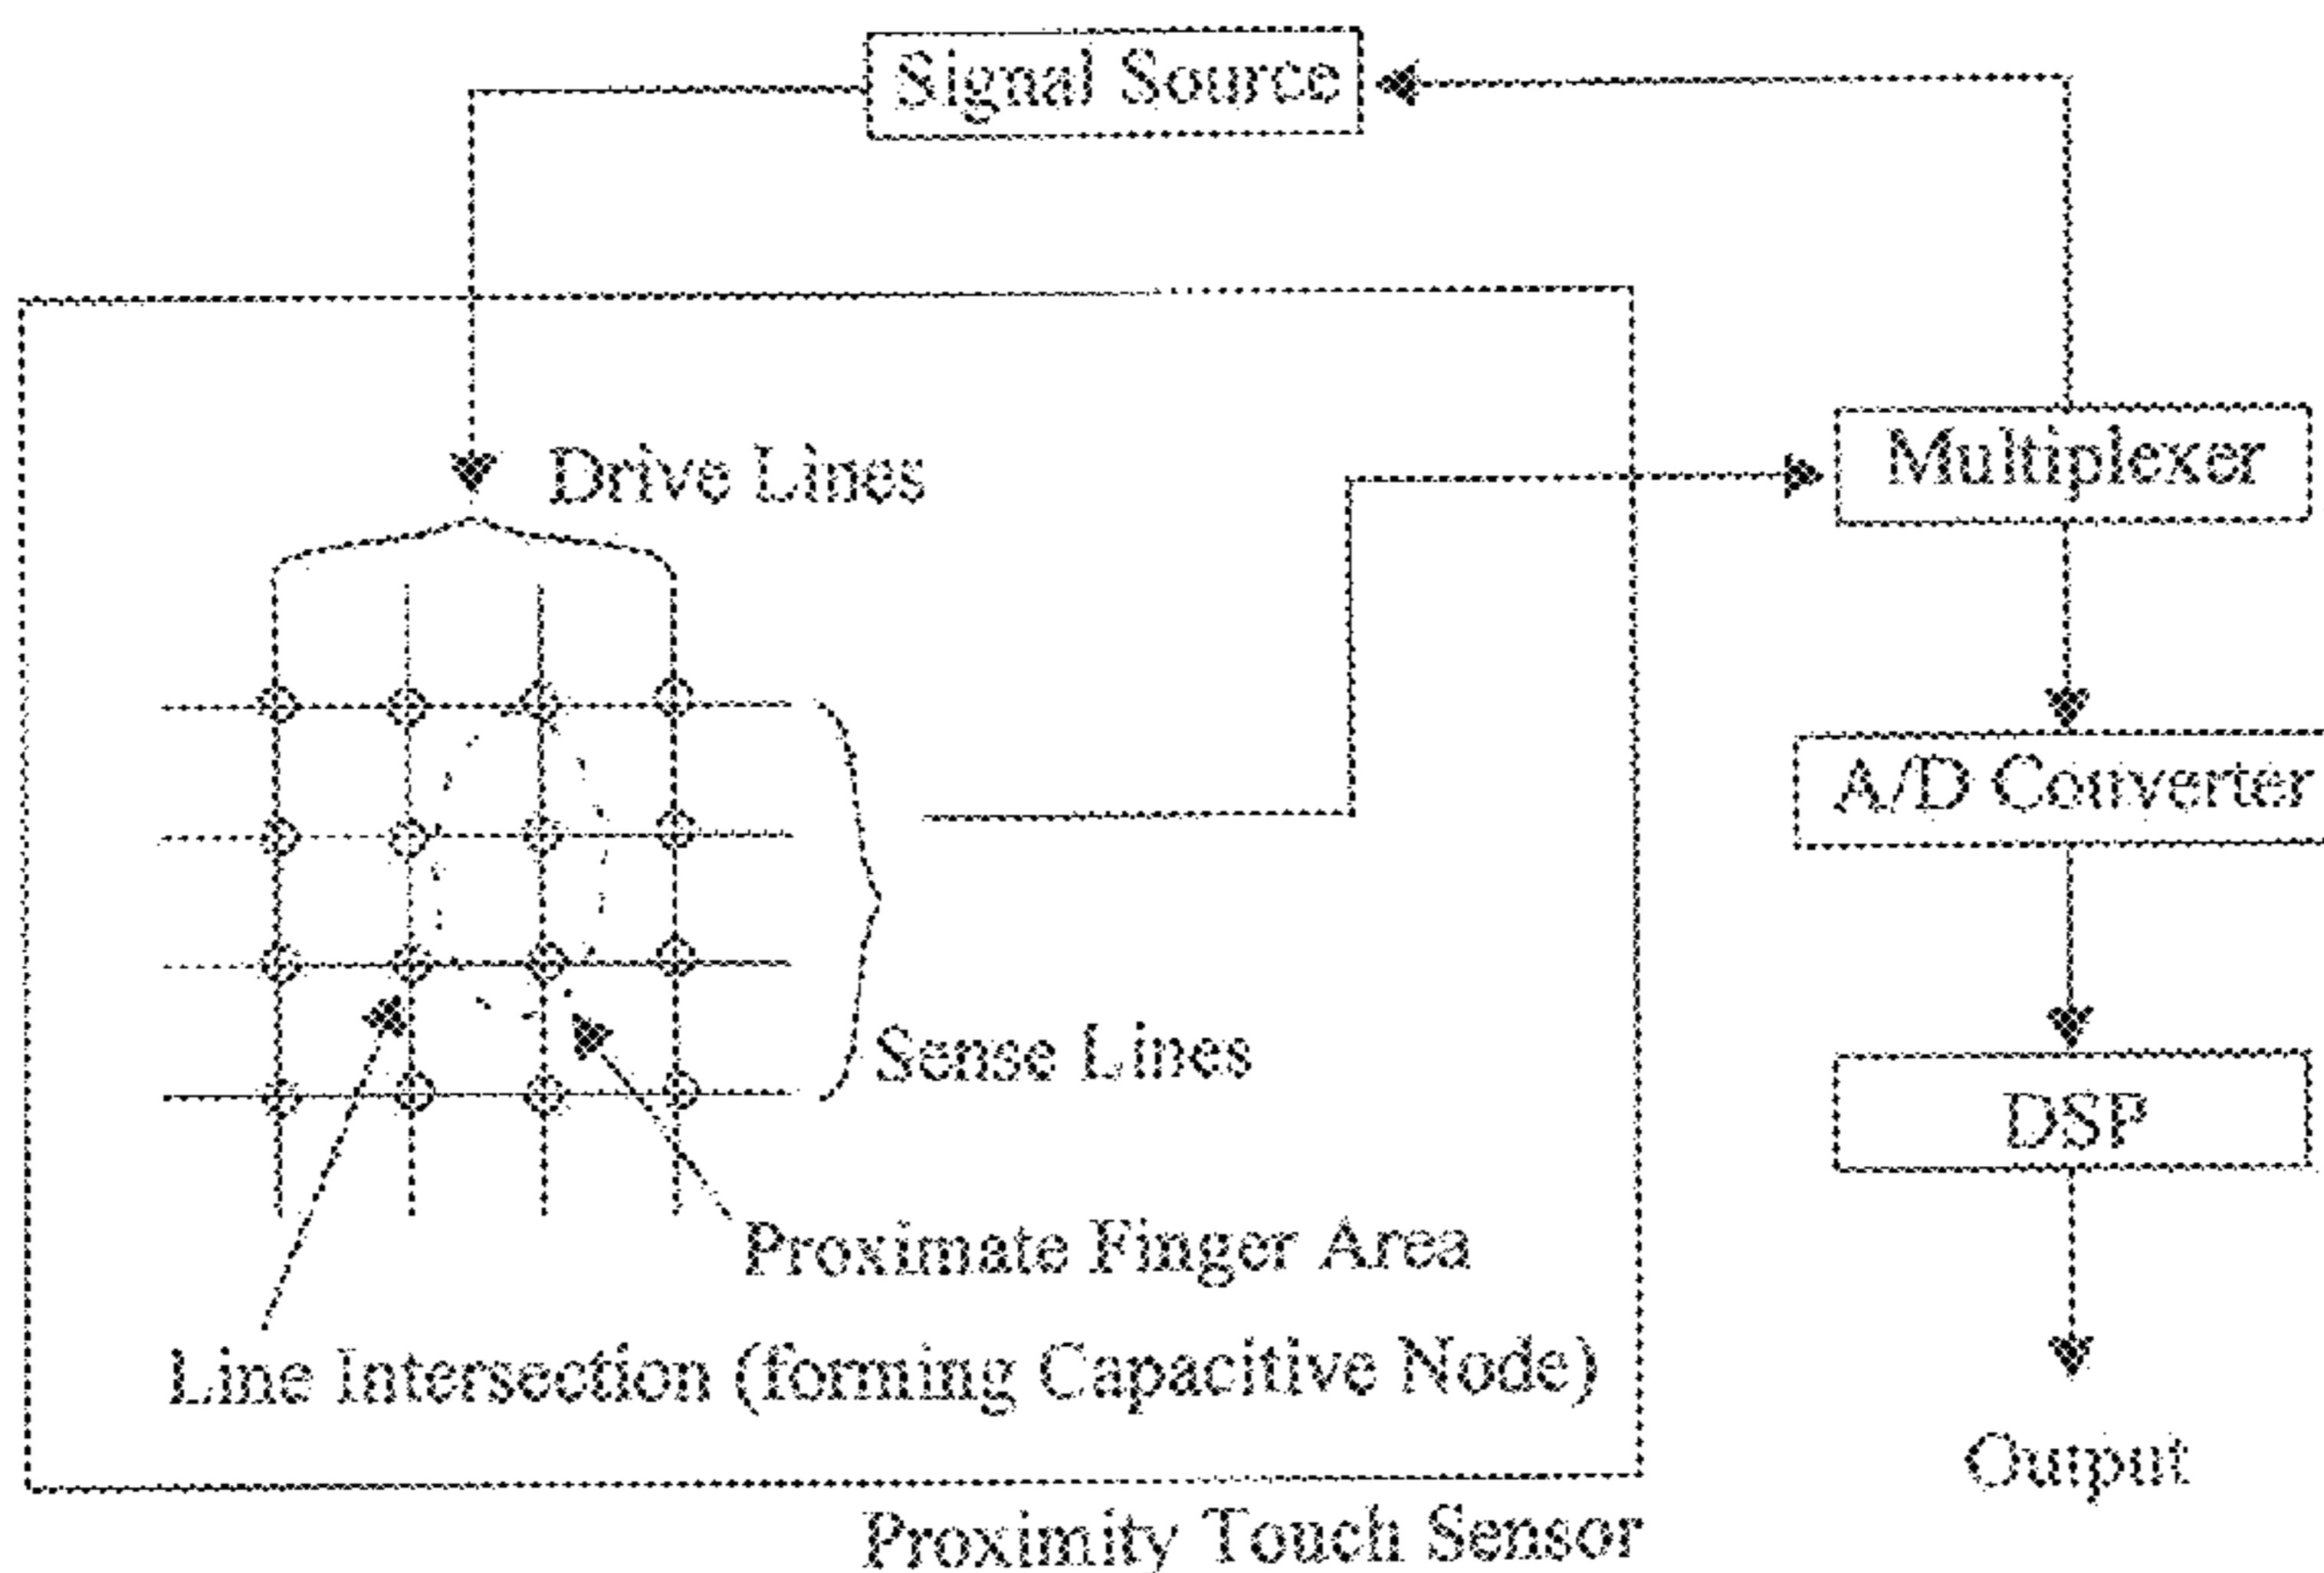 Signal Source
Drive Lines
Multiplexer
A/D Converter
Sense Lines
DSP
Proximate Finger Area
Line Intersection (forming Capacitive Node)
Output
Proximity Touch Sensor